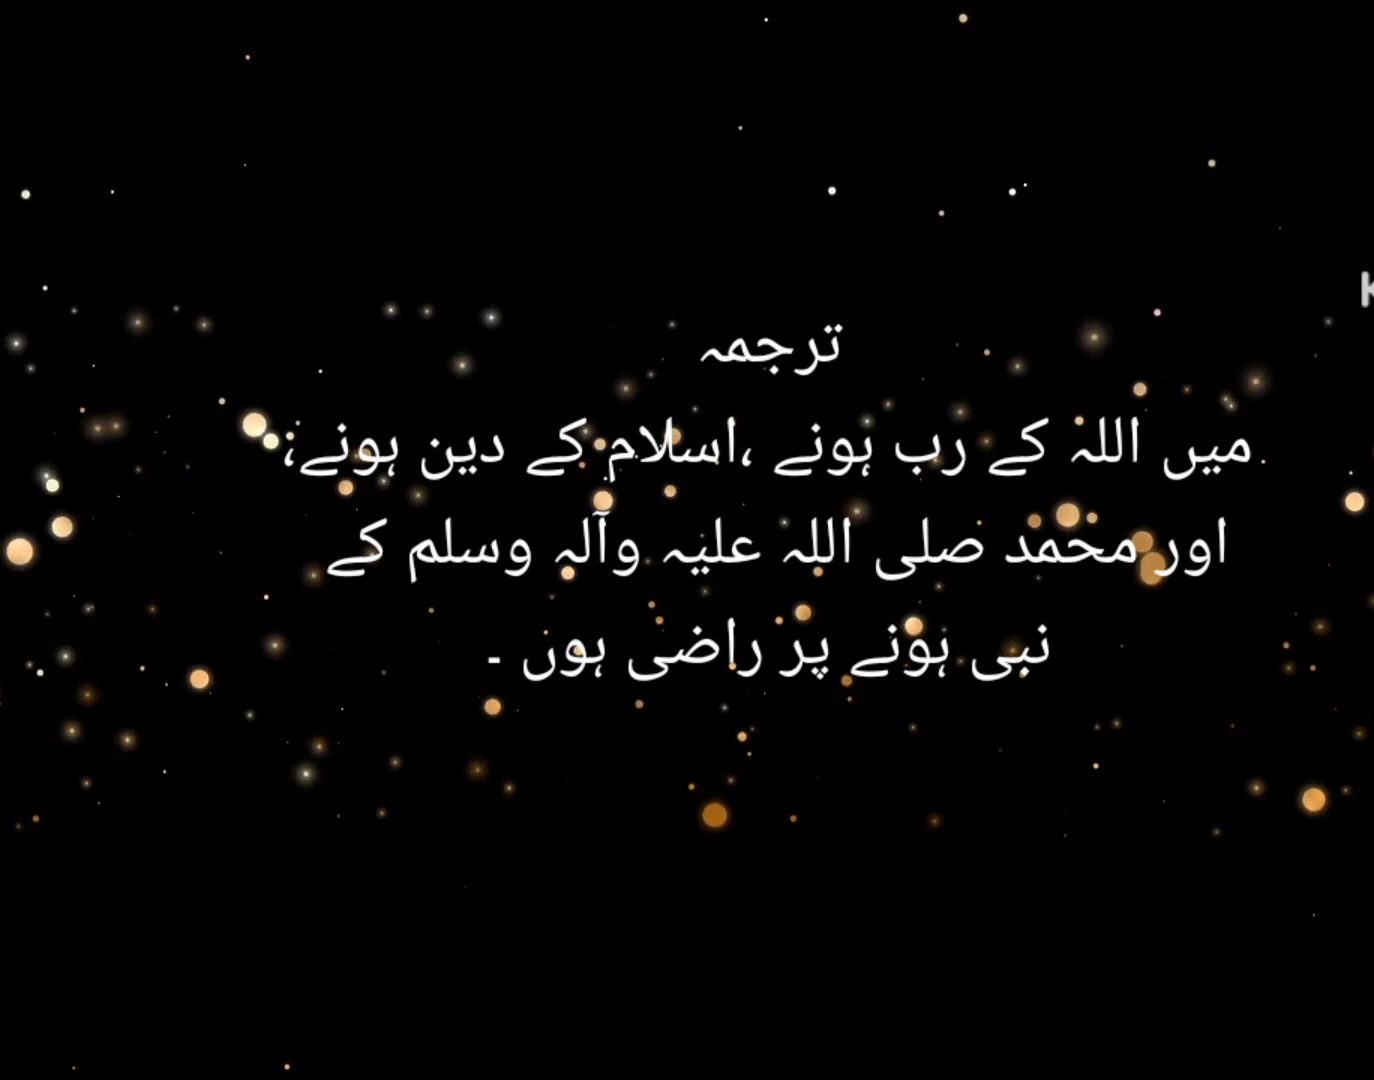 ترجمہ
میں اللہ کے رب ہونے ،اسلام کے دین ہونے،
اور محمد صلی اللہ علیہ وآلہ وسلم کے
نبی ہونے پر راضی ہوں ۔